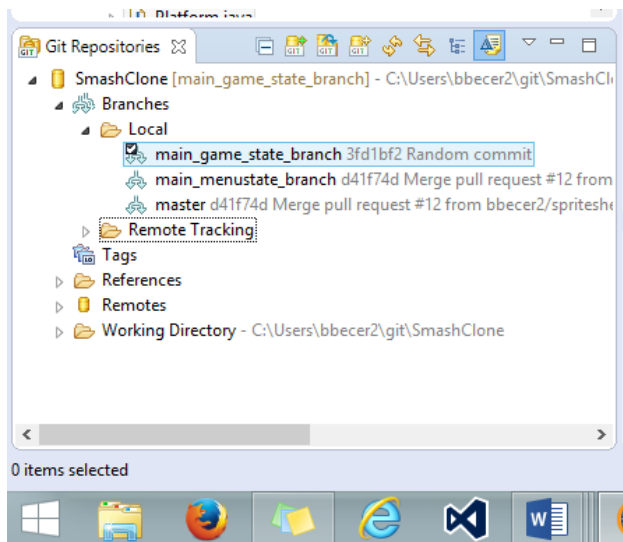 Platform.java
Git Repositories
SmashClone [main_game_state_branch] - C:\Users\bbecer2\git\SmashCl
Branches
Local
main_game_state_branch 3fd1bf2 Random commit
main_menustate_branch d41f74d Merge pull request #12 from
master d41f74d Merge pull request #12 from bbecer2/spriteshe
Remote Tracking
Tags
References
Remotes
Working Directory - C:\Users\bbecer2\git\SmashClone
0 items selected